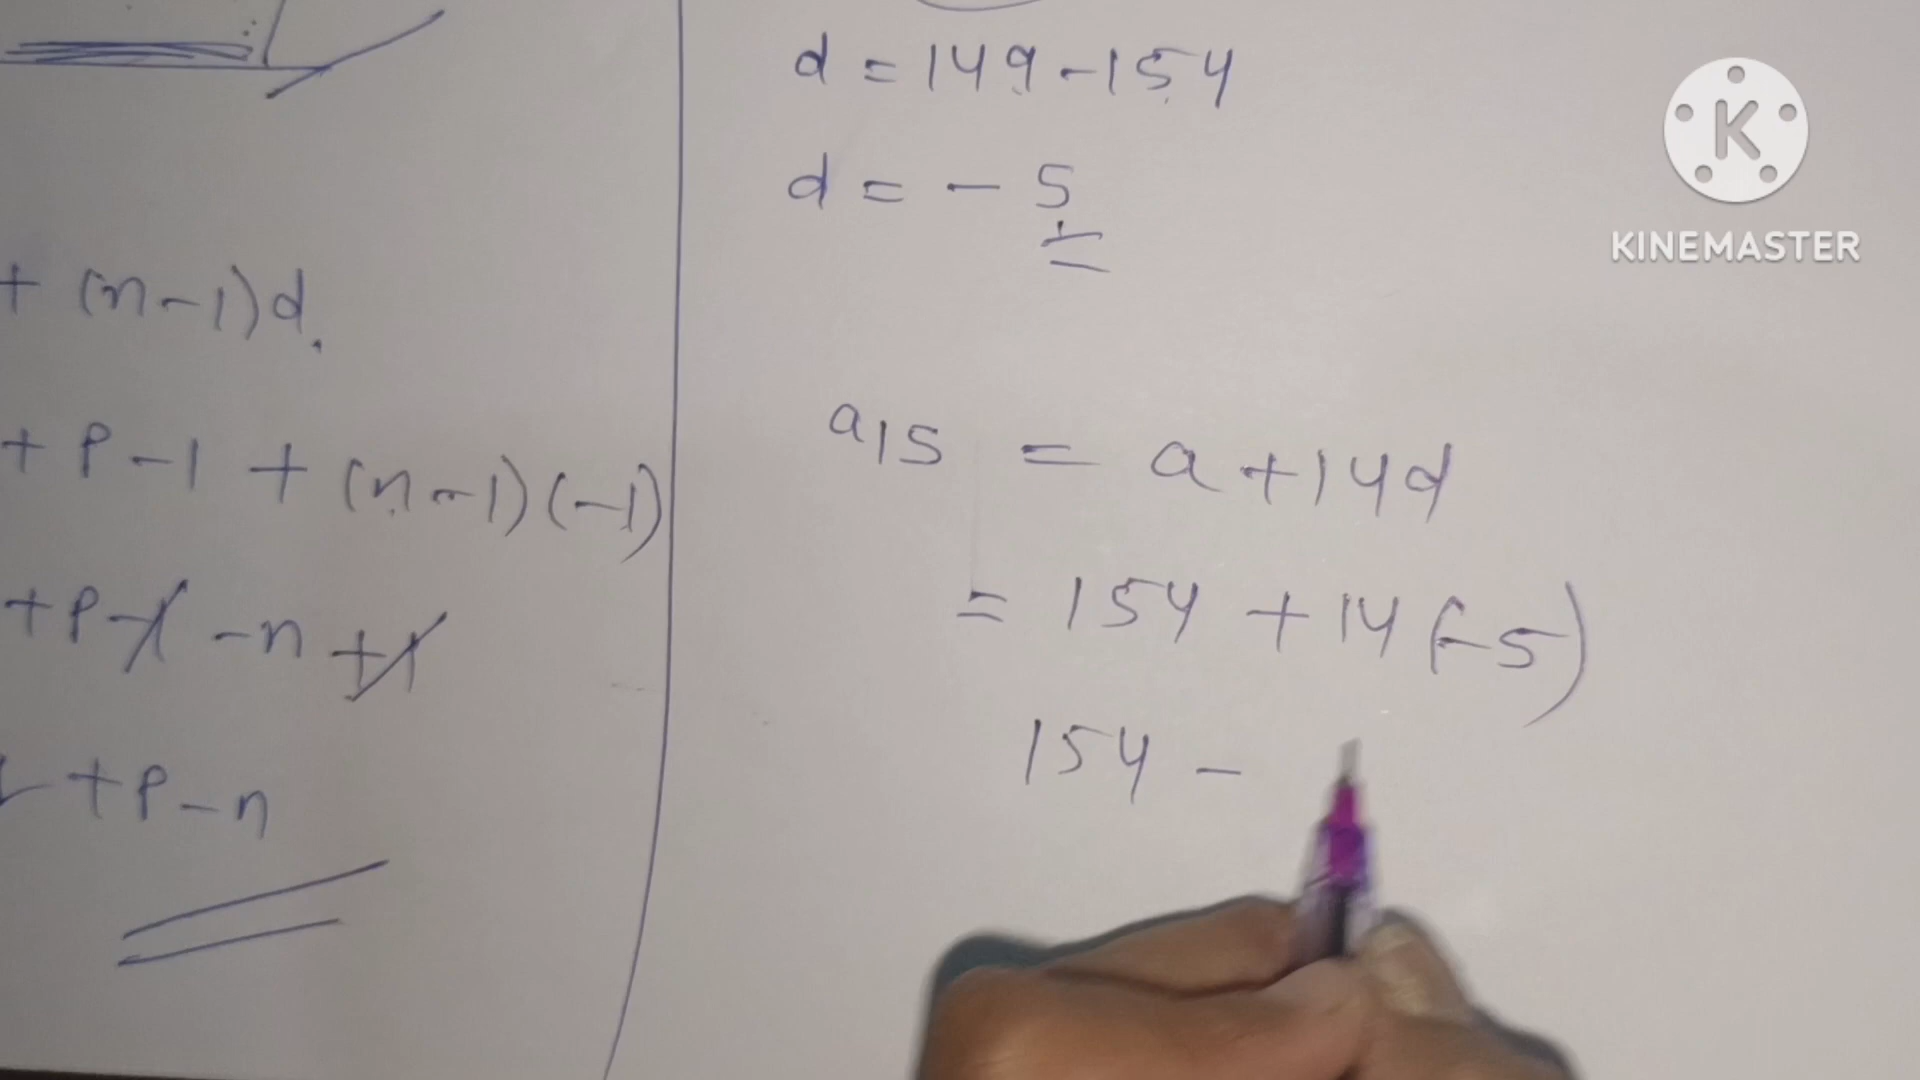 + (n-1)d.
+ P-1 + (n-1)(-1)
+P-1 -n +1
+P-n
d = 149-154
d = - 5
a15 = a+14d
= 154 + 14(-5)
154 -
K
KINEMASTER